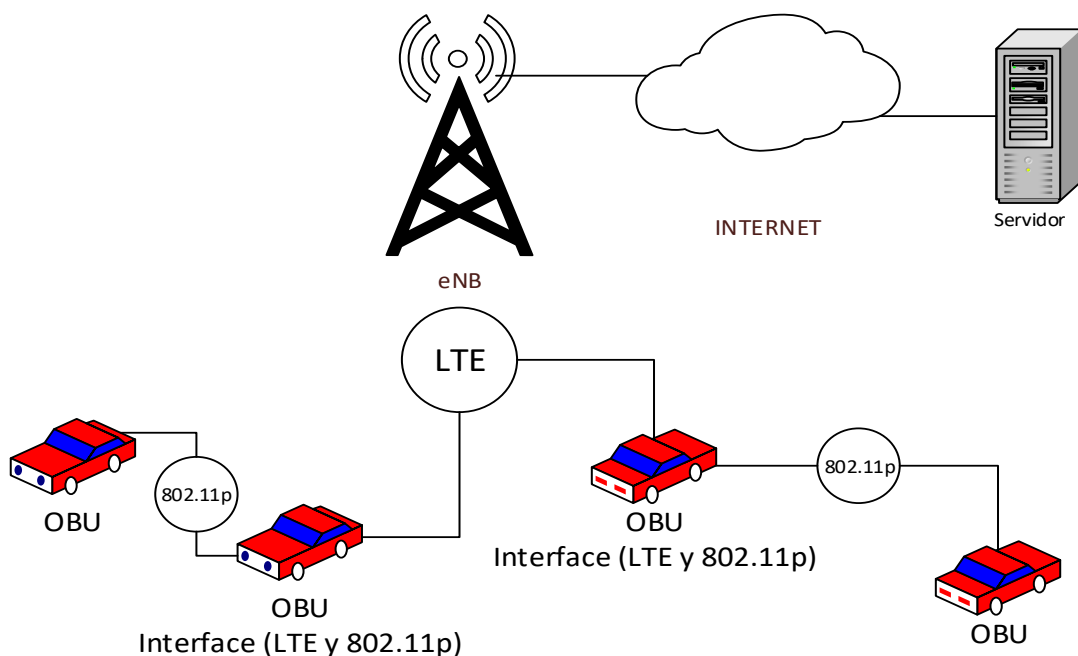 INTERNET
Servidor
eNB
LTE
802.11p
OBU
802.11p
OBU
Interface (LTE y 802.11p)
OBU
Interface (LTE y 802.11p)
OBU